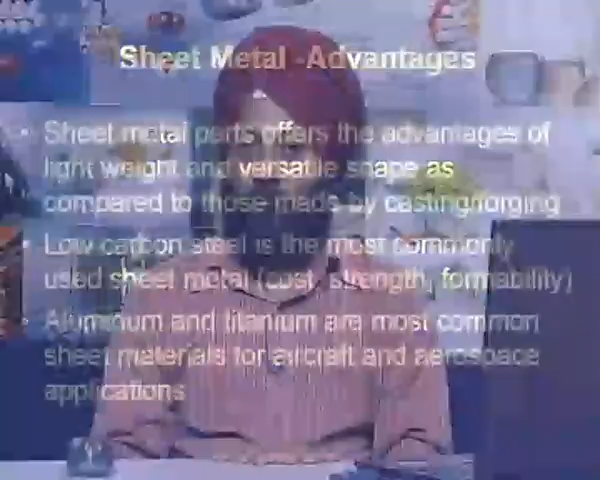 Sheet Metal -Advantages
• Sheet metal parts offers the advantages of
light weight and versatile shape as
compared to those made by casting/forging
• Low carbon steel is the most commonly
used sheet metal (cost, strength, formability)
• Aluminum and titanium are most common
sheet materials for aircraft and aerospace
applications